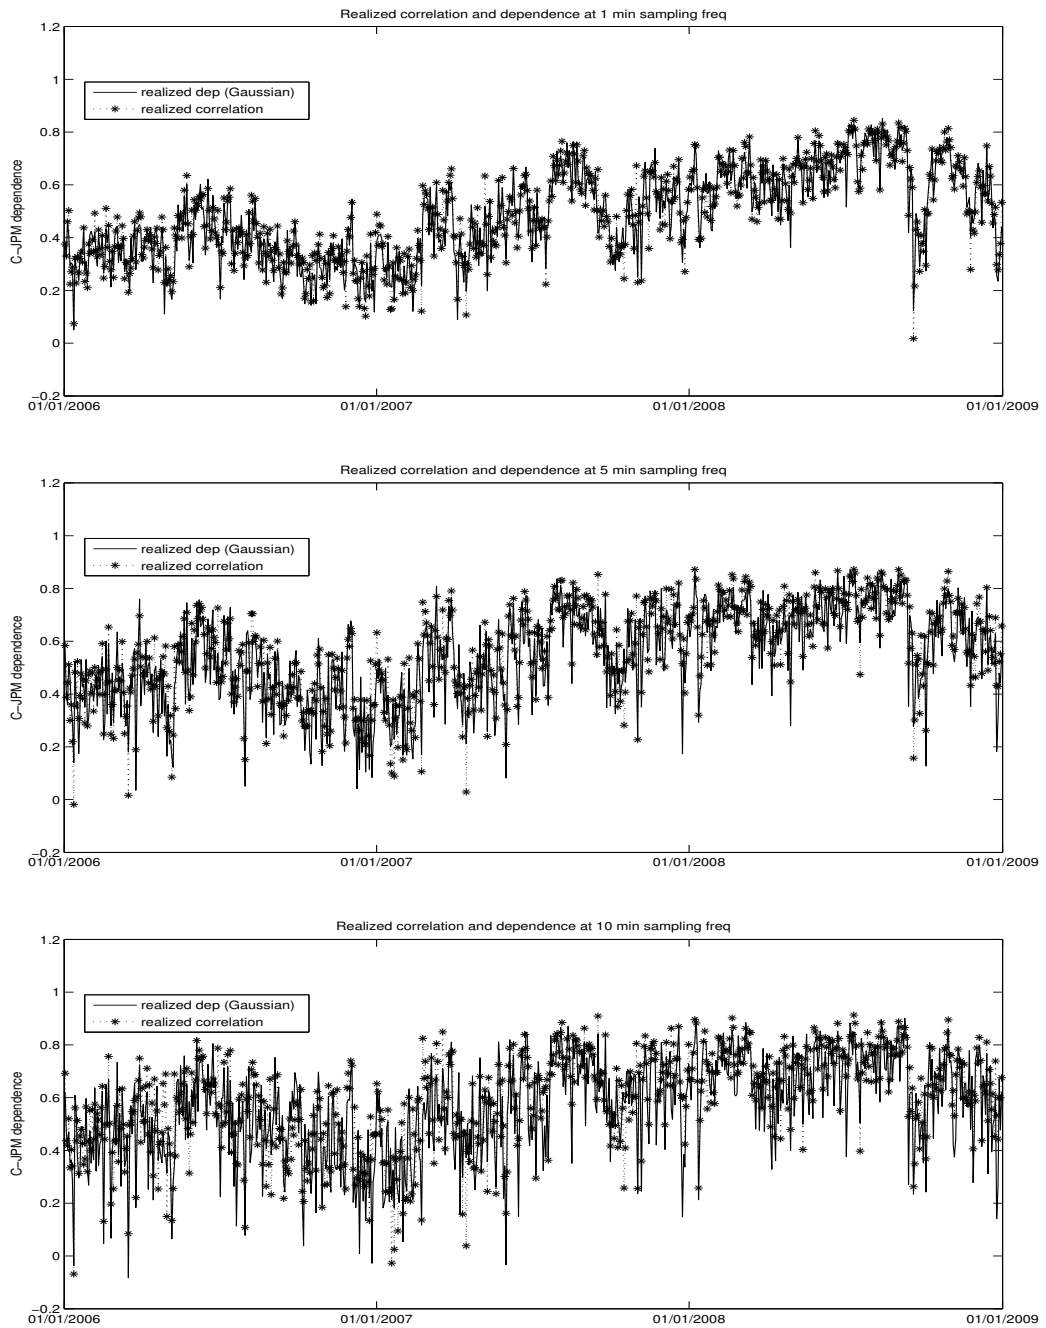 Realized correlation and dependence at 1 min sampling freq
1.2
1
0.8
0.6
0.4
0.2
0
−0.2
C−JPM dependence
realized dep (Gaussian)
realized correlation
01/01/2006 01/01/2007 01/01/2008 01/01/2009
Realized correlation and dependence at 5 min sampling freq
1.2
1
0.8
0.6
0.4
0.2
0
−0.2
C−JPM dependence
realized dep (Gaussian)
realized correlation
01/01/2006 01/01/2007 01/01/2008 01/01/2009
Realized correlation and dependence at 10 min sampling freq
1.2
1
0.8
0.6
0.4
0.2
0
−0.2
C−JPM dependence
realized dep (Gaussian)
realized correlation
01/01/2006 01/01/2007 01/01/2008 01/01/2009